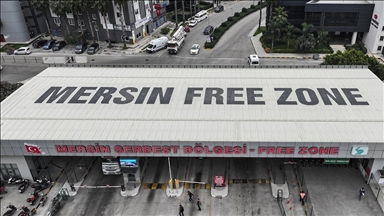 MERSIN FREE ZONE
MERSİN SERBEST BÖLGESİ - FREE ZONE